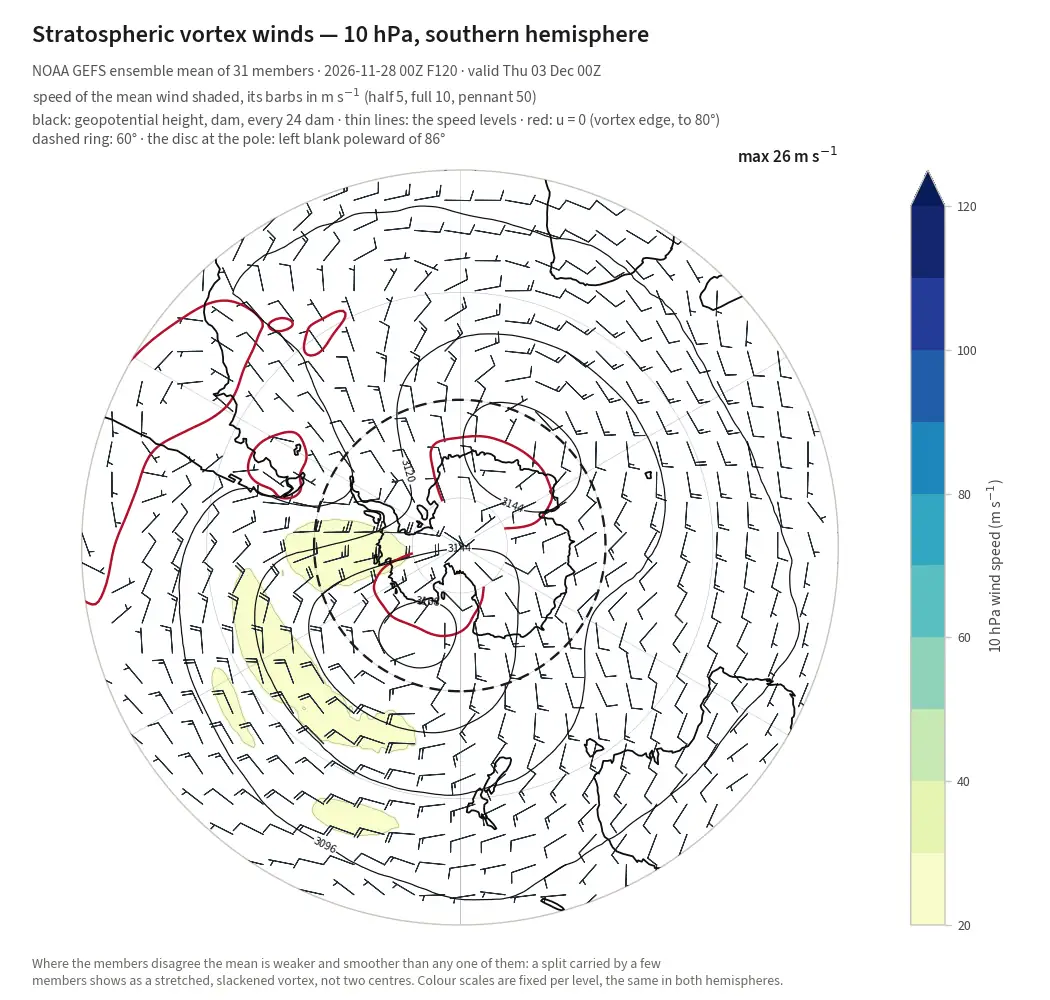 Stratospheric vortex winds — 10 hPa, southern hemisphere
NOAA GEFS ensemble mean of 31 members · 2026-11-28 00Z F120 · valid Thu 03 Dec 00Z
speed of the mean wind shaded, its barbs in m s⁻¹ (half 5, full 10, pennant 50)
black: geopotential height, dam, every 24 dam · thin lines: the speed levels · red: u = 0 (vortex edge, to 80°)
dashed ring: 60° · the disc at the pole: left blank poleward of 86°
max 26 m s⁻¹
120
100
80
60
40
20
10 hPa wind speed (m s⁻¹)
3120
3144
3144
3168
3096
Where the members disagree the mean is weaker and smoother than any one of them: a split carried by a few
members shows as a stretched, slackened vortex, not two centres. Colour scales are fixed per level, the same in both hemispheres.